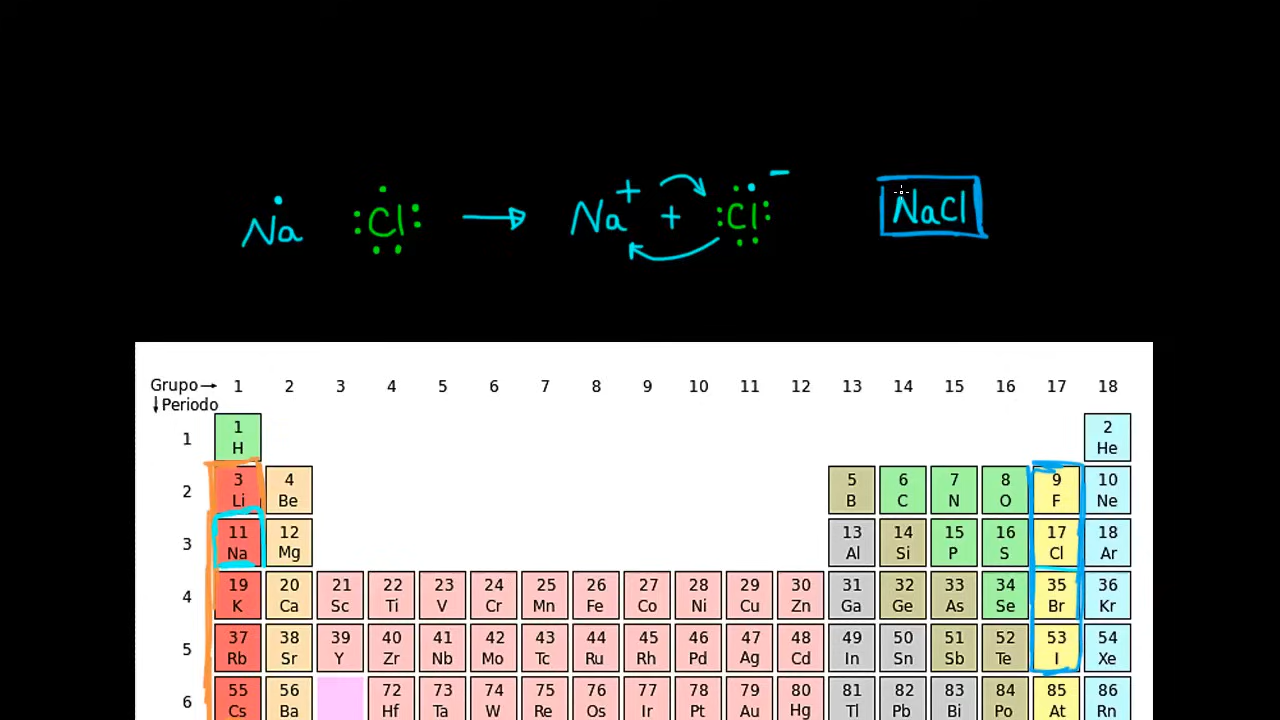 Na Cl → Na+ + Cl- NaCl
Grupo→ 1 2 3 4 5 6 7 8 9 10 11 12 13 14 15 16 17 18
↓Periodo
1 1 H 2 He
2 3 Li 4 Be 5 B 6 C 7 N 8 O 9 F 10 Ne
3 11 Na 12 Mg 13 Al 14 Si 15 P 16 S 17 Cl 18 Ar
4 19 K 20 Ca 21 Sc 22 Ti 23 V 24 Cr 25 Mn 26 Fe 27 Co 28 Ni 29 Cu 30 Zn 31 Ga 32 Ge 33 As 34 Se 35 Br 36 Kr
5 37 Rb 38 Sr 39 Y 40 Zr 41 Nb 42 Mo 43 Tc 44 Ru 45 Rh 46 Pd 47 Ag 48 Cd 49 In 50 Sn 51 Sb 52 Te 53 I 54 Xe
6 55 Cs 56 Ba 72 Hf 73 Ta 74 W 75 Re 76 Os 77 Ir 78 Pt 79 Au 80 Hg 81 Tl 82 Pb 83 Bi 84 Po 85 At 86 Rn